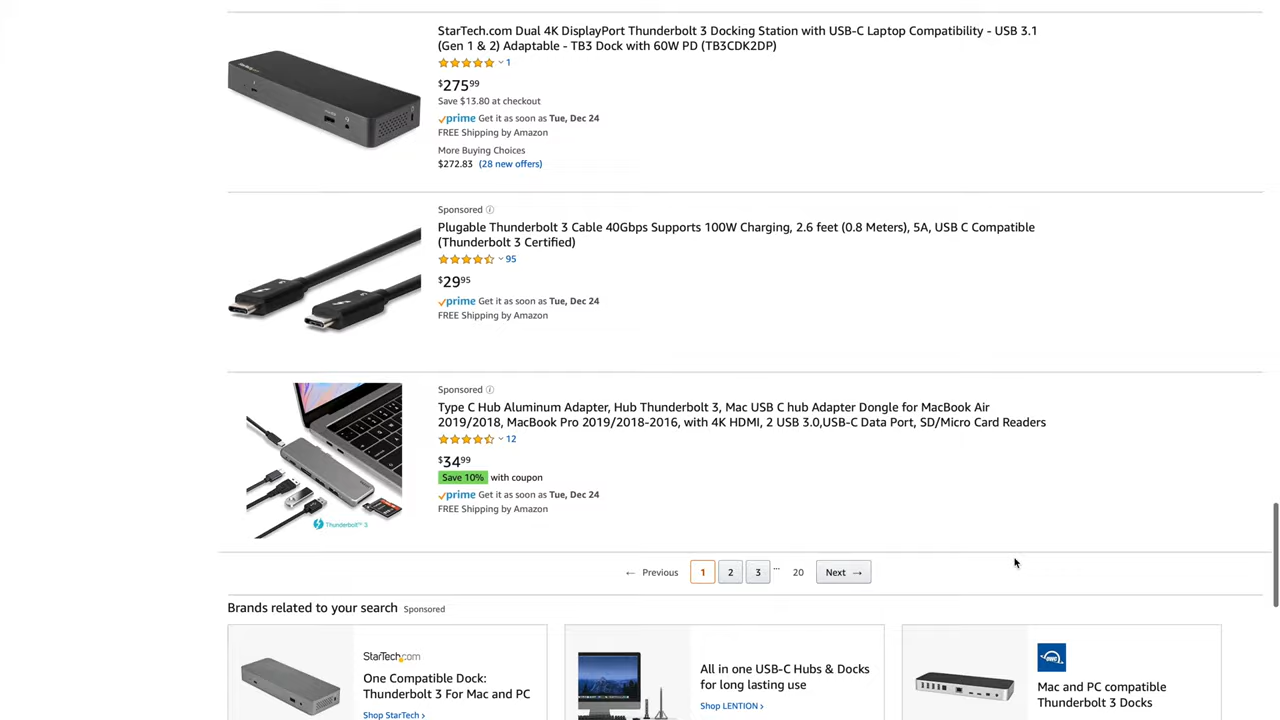 StarTech.com Dual 4K DisplayPort Thunderbolt 3 Docking Station with USB-C Laptop Compatibility - USB 3.1
(Gen 1 & 2) Adaptable - TB3 Dock with 60W PD (TB3CDK2DP)
1
$27599
Save $13.80 at checkout
prime Get it as soon as Tue, Dec 24
FREE Shipping by Amazon
More Buying Choices
$272.83 (28 new offers)
Sponsored
Plugable Thunderbolt 3 Cable 40Gbps Supports 100W Charging, 2.6 feet (0.8 Meters), 5A, USB C Compatible
(Thunderbolt 3 Certified)
95
$2995
prime Get it as soon as Tue, Dec 24
FREE Shipping by Amazon
Sponsored
Type C Hub Aluminum Adapter, Hub Thunderbolt 3, Mac USB C hub Adapter Dongle for MacBook Air
2019/2018, MacBook Pro 2019/2018-2016, with 4K HDMI, 2 USB 3.0,USB-C Data Port, SD/Micro Card Readers
12
$3499
Save 10% with coupon
prime Get it as soon as Tue, Dec 24
FREE Shipping by Amazon
Thunderbolt™ 3
← Previous 1 2 3 ... 20 Next →
Brands related to your search Sponsored
StarTech.com
One Compatible Dock:
Thunderbolt 3 For Mac and PC
Shop StarTech ›
All in one USB-C Hubs & Docks
for long lasting use
Shop LENTION ›
OWC
Mac and PC compatible
Thunderbolt 3 Docks